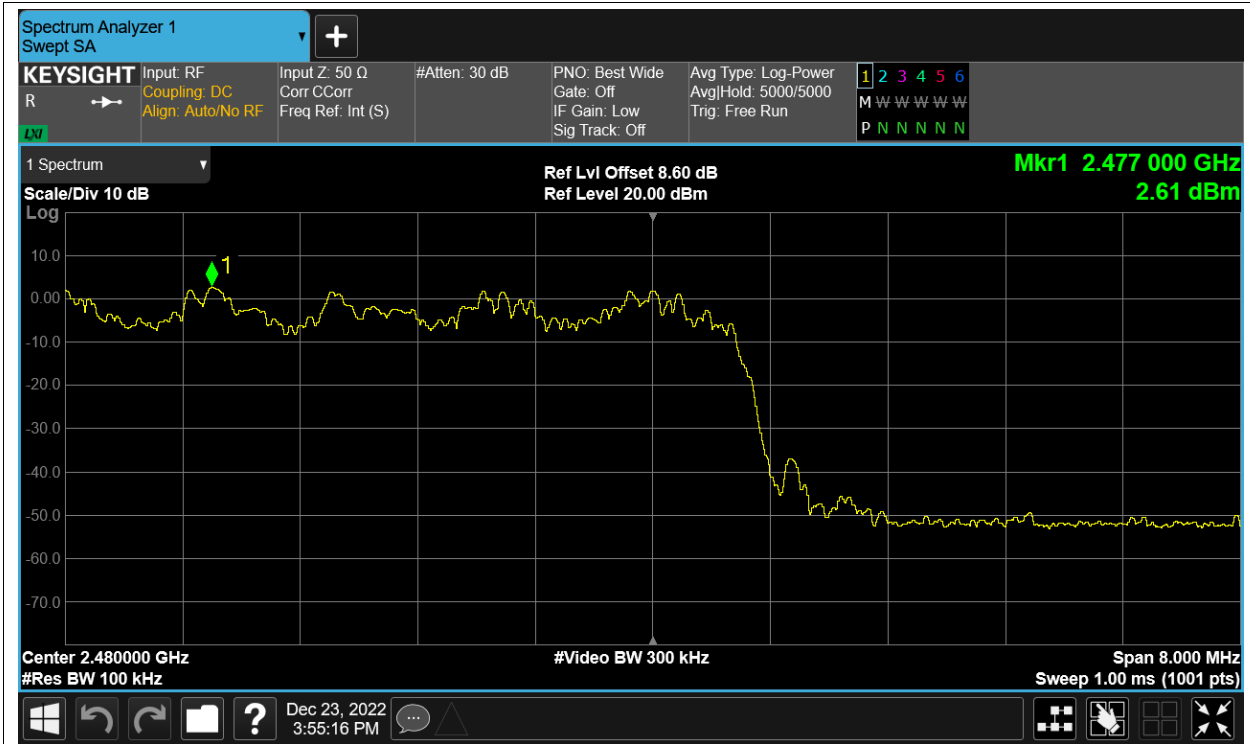 Spectrum Analyzer 1
Swept SA
KEYSIGHT
R
LXI
Input: RF
Coupling: DC
Align: Auto/No RF
Input Z: 50 Ω
Corr CCorr
Freq Ref: Int (S)
#Atten: 30 dB
PNO: Best Wide
Gate: Off
IF Gain: Low
Sig Track: Off
Avg Type: Log-Power
Avg|Hold: 5000/5000
Trig: Free Run
1 2 3 4 5 6
M W W W W W
P N N N N N
1 Spectrum
Scale/Div 10 dB
Log
Ref Lvl Offset 8.60 dB
Ref Level 20.00 dBm
Mkr1 2.477 000 GHz
2.61 dBm
10.0
0.00
-10.0
-20.0
-30.0
-40.0
-50.0
-60.0
-70.0
1
Center 2.480000 GHz
#Res BW 100 kHz
#Video BW 300 kHz
Span 8.000 MHz
Sweep 1.00 ms (1001 pts)
?
Dec 23, 2022
3:55:16 PM